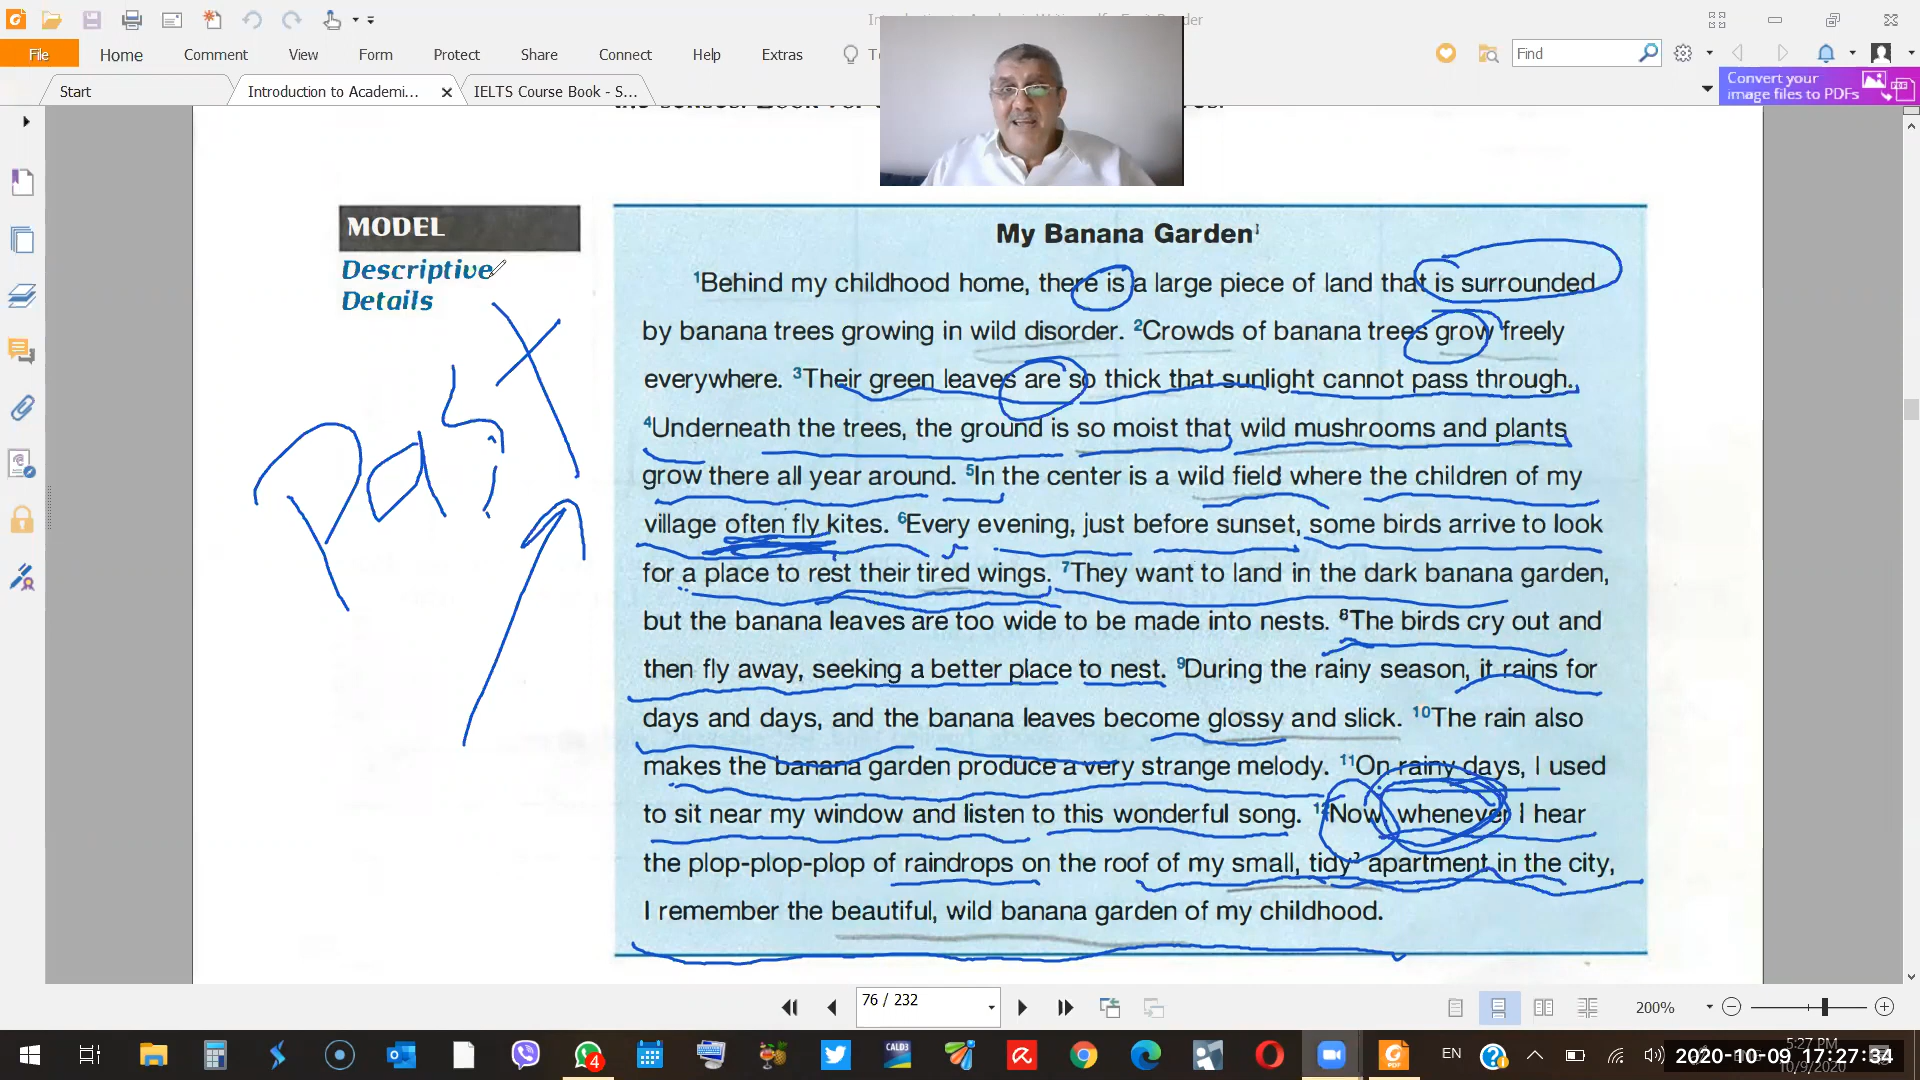 File Home Comment View Form Protect Share Connect Help Extras Find
Convert your
image files to PDFs
Start Introduction to Academi... IELTS Course Book - S...
MODEL
Descriptive
Details
Past
My Banana Garden¹
¹Behind my childhood home, there is a large piece of land that is surrounded
by banana trees growing in wild disorder. ²Crowds of banana trees grow freely
everywhere. ³Their green leaves are so thick that sunlight cannot pass through.
⁴Underneath the trees, the ground is so moist that wild mushrooms and plants
grow there all year around. ⁵In the center is a wild field where the children of my
village often fly kites. ⁶Every evening, just before sunset, some birds arrive to look
for a place to rest their tired wings. ⁷They want to land in the dark banana garden,
but the banana leaves are too wide to be made into nests. ⁸The birds cry out and
then fly away, seeking a better place to nest. ⁹During the rainy season, it rains for
days and days, and the banana leaves become glossy and slick. ¹⁰The rain also
makes the banana garden produce a very strange melody. ¹¹On rainy days, I used
to sit near my window and listen to this wonderful song. ¹²Now, whenever I hear
the plop-plop-plop of raindrops on the roof of my small, tidy² apartment in the city,
I remember the beautiful, wild banana garden of my childhood.
76 / 232
200%
CALD3
EN
5:27 PM
2020-10-09 17:27:34
10/9/2020